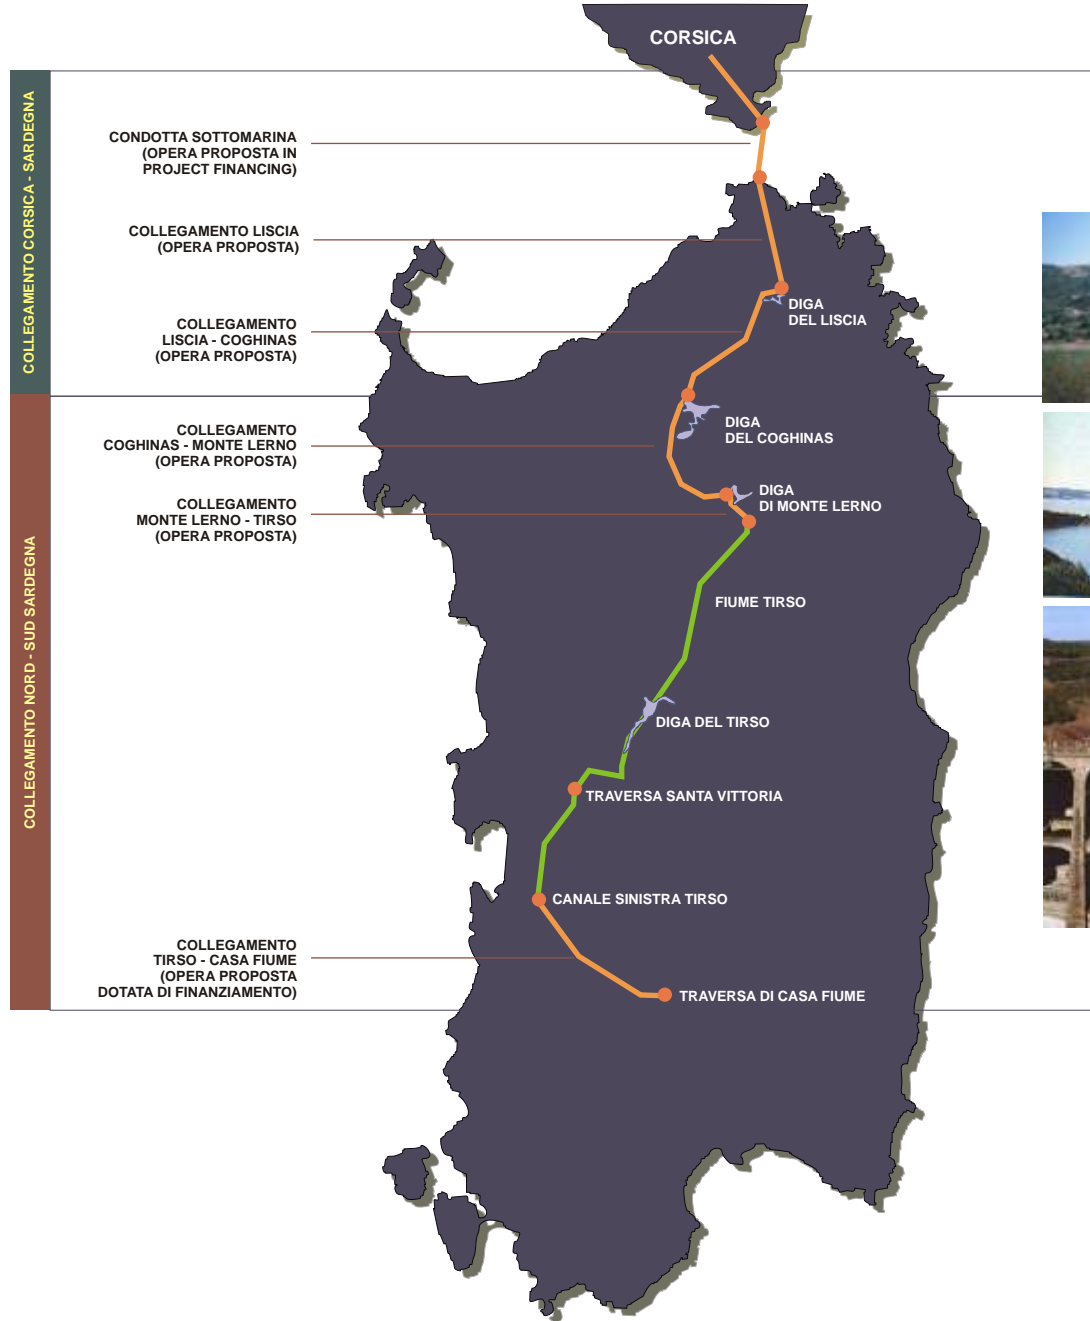 CORSICA
COLLEGAMENTO CORSICA - SARDEGNA
CONDOTTA SOTTOMARINA
(OPERA PROPOSTA IN
PROJECT FINANCING)
COLLEGAMENTO LISCIA
(OPERA PROPOSTA)
DIGA
DEL LISCIA
COLLEGAMENTO
LISCIA - COGHINAS
(OPERA PROPOSTA)
COLLEGAMENTO NORD - SUD SARDEGNA
DIGA
DEL COGHINAS
COLLEGAMENTO
COGHINAS - MONTE LERNO
(OPERA PROPOSTA)
DIGA
DI MONTE LERNO
COLLEGAMENTO
MONTE LERNO - TIRSO
(OPERA PROPOSTA)
FIUME TIRSO
DIGA DEL TIRSO
TRAVERSA SANTA VITTORIA
CANALE SINISTRA TIRSO
COLLEGAMENTO
TIRSO - CASA FIUME
(OPERA PROPOSTA
DOTATA DI FINANZIAMENTO)
TRAVERSA DI CASA FIUME